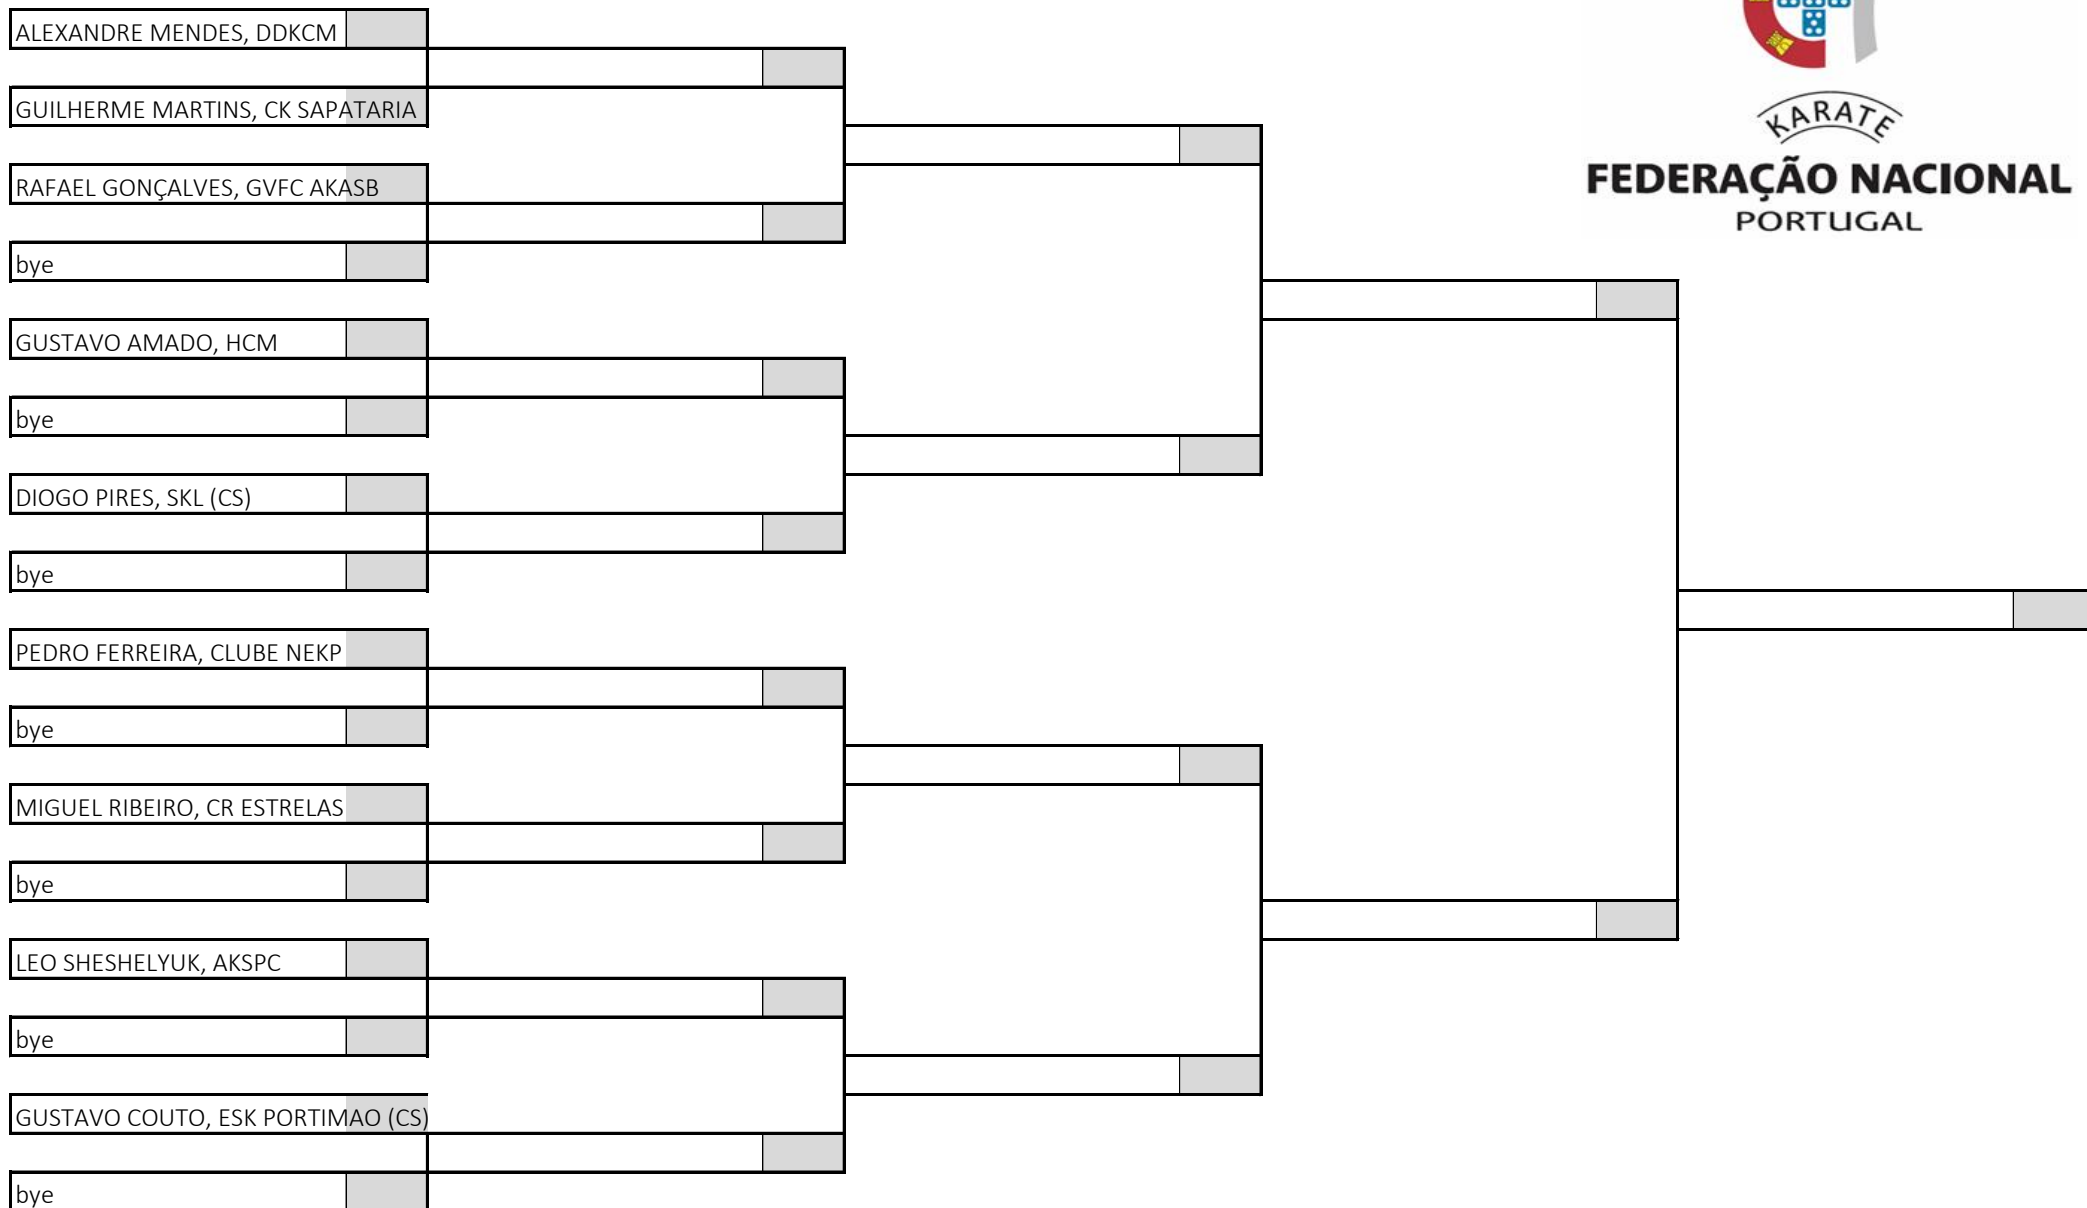 ALEXANDRE MENDES, DDKCM
GUILHERME MARTINS, CK SAPATARIA
RAFAEL GONÇALVES, GVFC AKASB
bye
GUSTAVO AMADO, HCM
bye
DIOGO PIRES, SKL (CS)
bye
PEDRO FERREIRA, CLUBE NEKP
bye
MIGUEL RIBEIRO, CR ESTRELAS
bye
LEO SHESHELYUK, AKSPC
bye
GUSTAVO COUTO, ESK PORTIMAO (CS)
bye
KARATE
FEDERAÇÃO NACIONAL
PORTUGAL